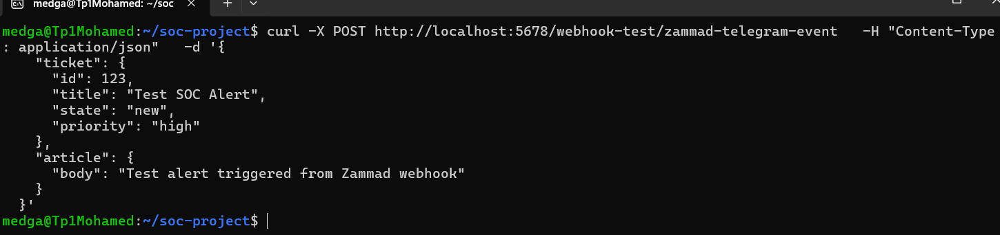 medga@Tp1Mohamed: ~/soc
medga@Tp1Mohamed:~/soc-project$ curl -X POST http://localhost:5678/webhook-test/zammad-telegram-event   -H "Content-Type
: application/json"   -d '{
    "ticket": {
      "id": 123,
      "title": "Test SOC Alert",
      "state": "new",
      "priority": "high"
    },
    "article": {
      "body": "Test alert triggered from Zammad webhook"
    }
  }'
medga@Tp1Mohamed:~/soc-project$